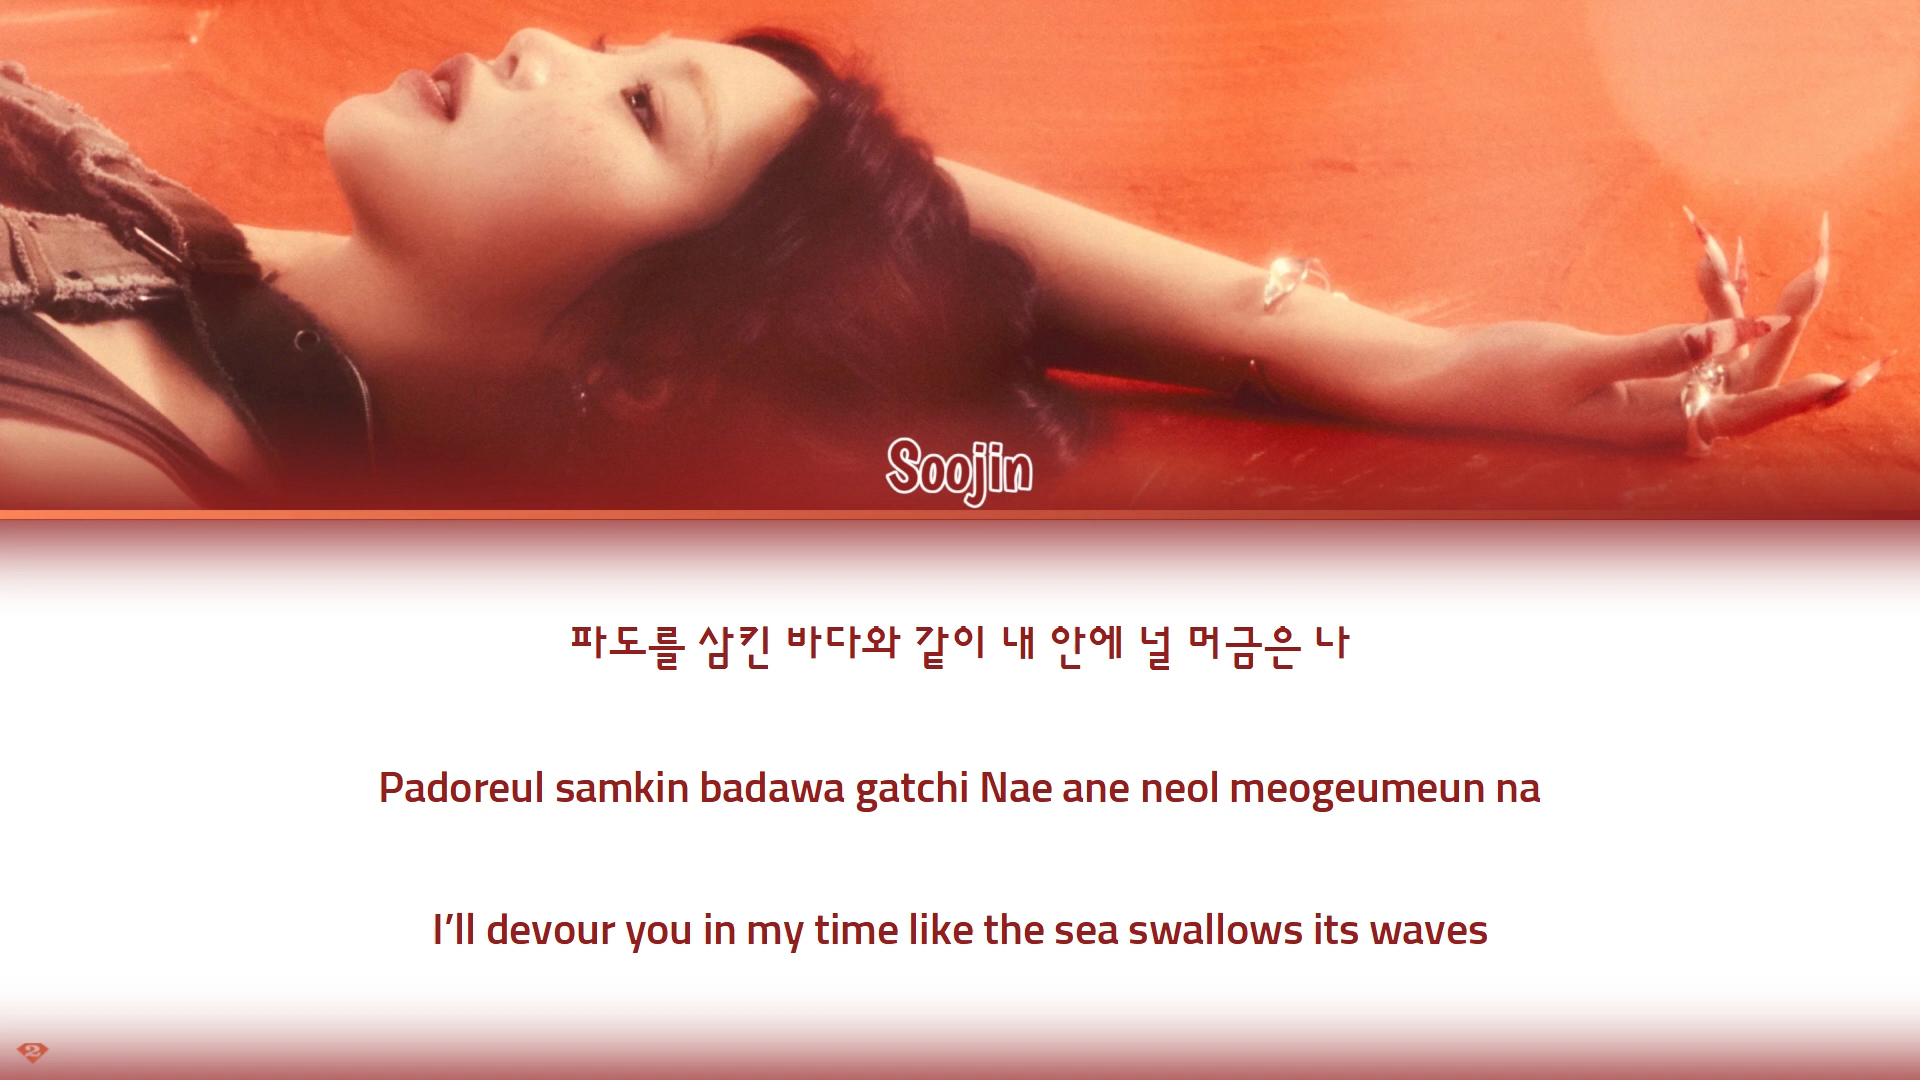 Soojin
파도를 삼킨 바다와 같이 내 안에 널 머금은 나
Padoreul samkin badawa gatchi Nae ane neol meogeumeun na
I’ll devour you in my time like the sea swallows its waves
2